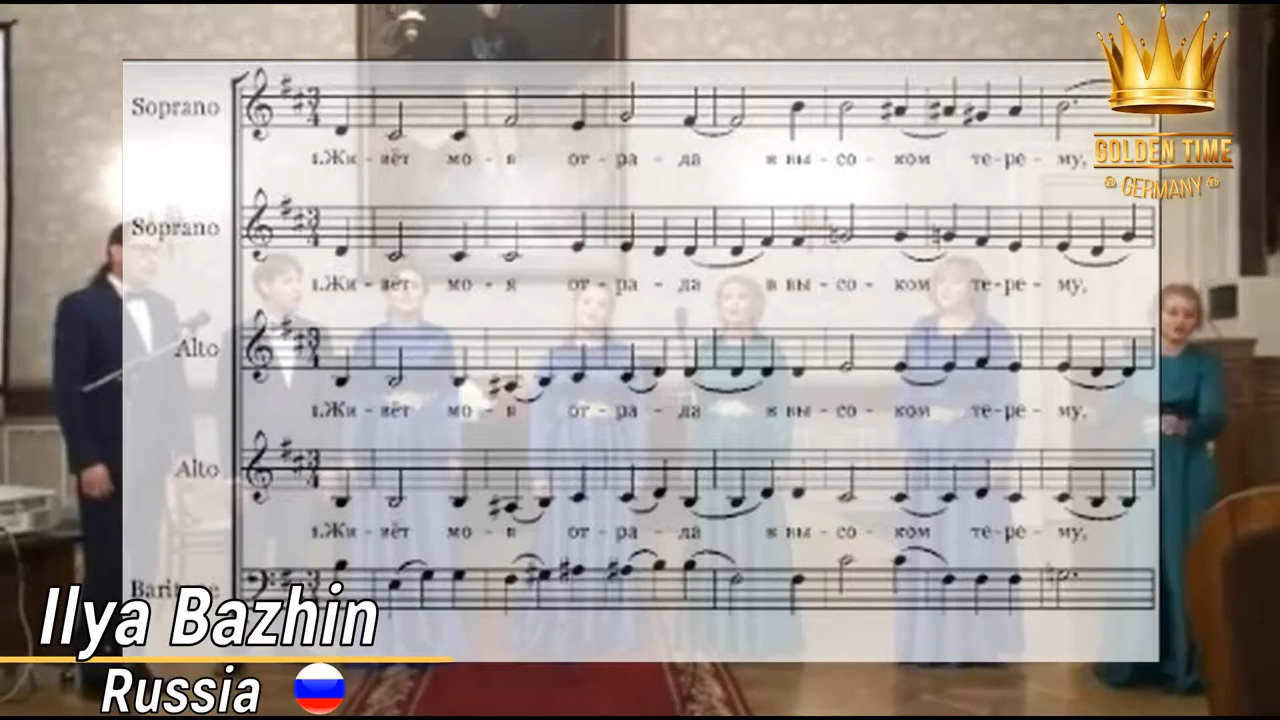 GOLDEN TIME
GERMANY
Soprano
1.Жи - вёт мо - я от - ра - да в вы - со - ком те - ре - му,
Soprano
1.Жи - вет мо - я от - ра - да в вы - со - ком те - ре - му,
Alto
1.Жи - вёт мо - я от - ра - да в вы - со - ком те - ре - му,
Alto
1.Жи - вёт мо - я от - ра - да в вы - со - ком те - ре - му,
Ilya Bazhin
Russia